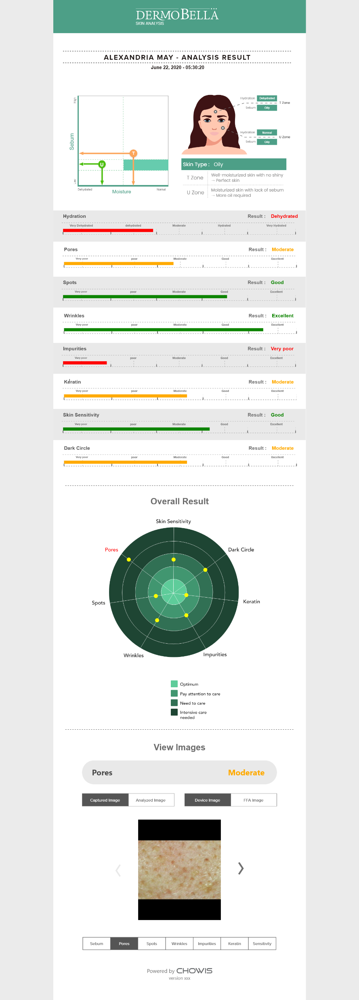 DERMOBELLÄ
SKIN ANALYSIS
ALEXANDRIA MAY - ANALYSIS RESULT
June 22, 2020 - 05:30:20
High
Sebum
Low
T
U
Dehydrated
Normal
Moisture
Hydration Dehydrated
T Zone
Sebum Oily
Hydration Normal
U Zone
Sebum Oily
Skin Type : Oily
T Zone
Well-moisturized skin with no shiny
→ Perfect skin
U Zone
Moisturized skin with lack of sebum
→ More oil required
Hydration Result : Dehydrated
Very Dehydrated dehydrated Moderate Hydrated Very Hydrated
Pores Result : Moderate
Very poor poor Moderate Good Excellent
Spots Result : Good
Very poor poor Moderate Good Excellent
Wrinkles Result : Excellent
Very poor poor Moderate Good Excellent
Impurities Result : Very poor
Very poor poor Moderate Good Excellent
Keratin Result : Moderate
Very poor poor Moderate Good Excellent
Skin Sensitivity Result : Good
Very poor poor Moderate Good Excellent
Dark Circle Result : Moderate
Very poor poor Moderate Good Excellent
Overall Result
Skin Sensitivity
Pores
Dark Circle
Spots
Keratin
Wrinkles
Impurities
Optimum
Pay attention to care
Need to care
Intensive care
needed
View Images
Pores Moderate
Captured Image Analyzed Image Device Image FFA Image
Sebum Pores Spots Wrinkles Impurities Keratin Sensitivity
Powered by CHOWIS
version xxx